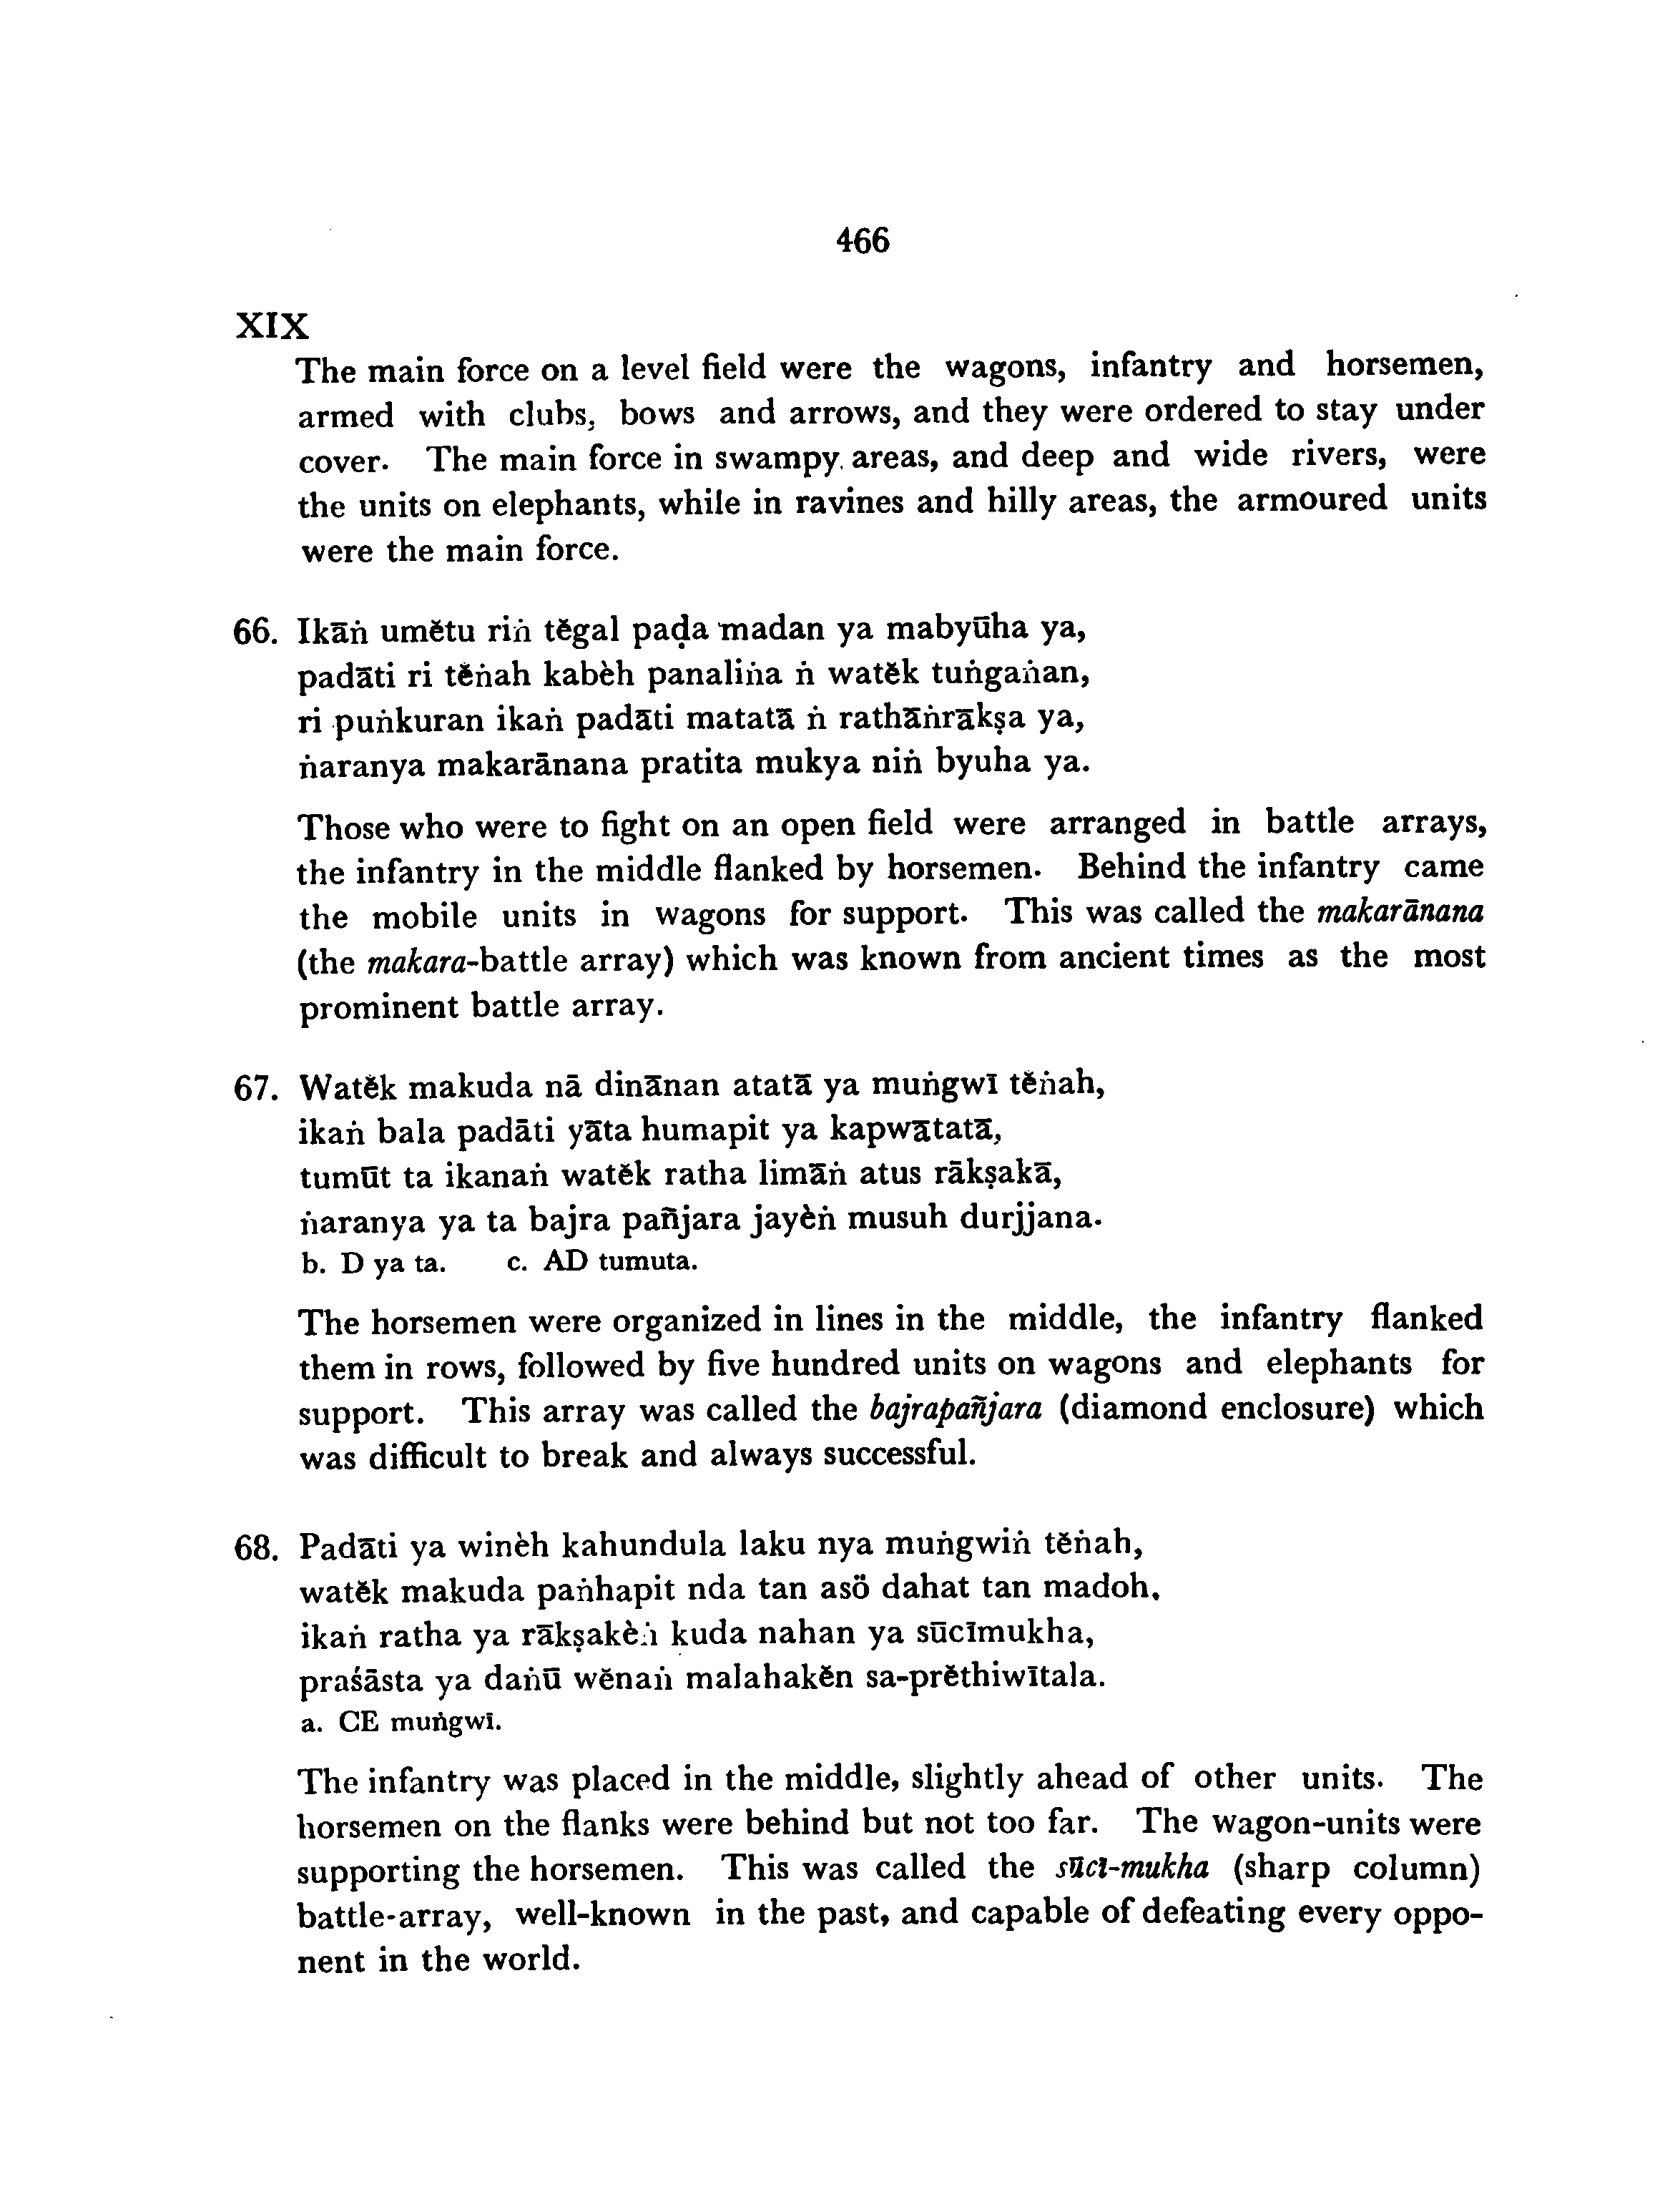 466
XIX
The main force on a level field were the wagons, infantry and horsemen,
armed with clubs, bows and arrows, and they were ordered to stay under
cover. The main force in swampy areas, and deep and wide rivers, were
the units on elephants, while in ravines and hilly areas, the armoured units
were the main force.
66. Ikāṅ umĕtu riṅ tĕgal paḍa madan ya mabyūha ya,
padāti ri tĕṅah kabèh panaliṅa ṅ watĕk tuṅgaṅan,
ri puṅkuran ikaṅ padāti matatā ṅ rathāṅrākṣa ya,
ṅaranya makarānana pratita mukya niṅ byuha ya.
Those who were to fight on an open field were arranged in battle arrays,
the infantry in the middle flanked by horsemen. Behind the infantry came
the mobile units in wagons for support. This was called the makarānana
(the makara-battle array) which was known from ancient times as the most
prominent battle array.
67. Watĕk makuda nā dinānan atatā ya muṅgwī tĕṅah,
ikaṅ bala padāti yāta humapit ya kapwātatā,
tumūt ta ikanaṅ watĕk ratha limāṅ atus rākṣakā,
ṅaranya ya ta bajra pañjara jayèṅ musuh durjjana.
b. D ya ta. c. AD tumuta.
The horsemen were organized in lines in the middle, the infantry flanked
them in rows, followed by five hundred units on wagons and elephants for
support. This array was called the bajrapañjara (diamond enclosure) which
was difficult to break and always successful.
68. Padāti ya winèh kahundula laku nya muṅgwiṅ tĕṅah,
watĕk makuda paṅhapit nda tan asö dahat tan madoh,
ikaṅ ratha ya rākṣakèṅ kuda nahan ya sūcīmukha,
praśāsta ya daṅū wĕnaṅ malahakĕn sa-prĕthiwītala.
a. CE muṅgwi.
The infantry was placed in the middle, slightly ahead of other units. The
horsemen on the flanks were behind but not too far. The wagon-units were
supporting the horsemen. This was called the sūcī-mukha (sharp column)
battle-array, well-known in the past, and capable of defeating every oppo-
nent in the world.